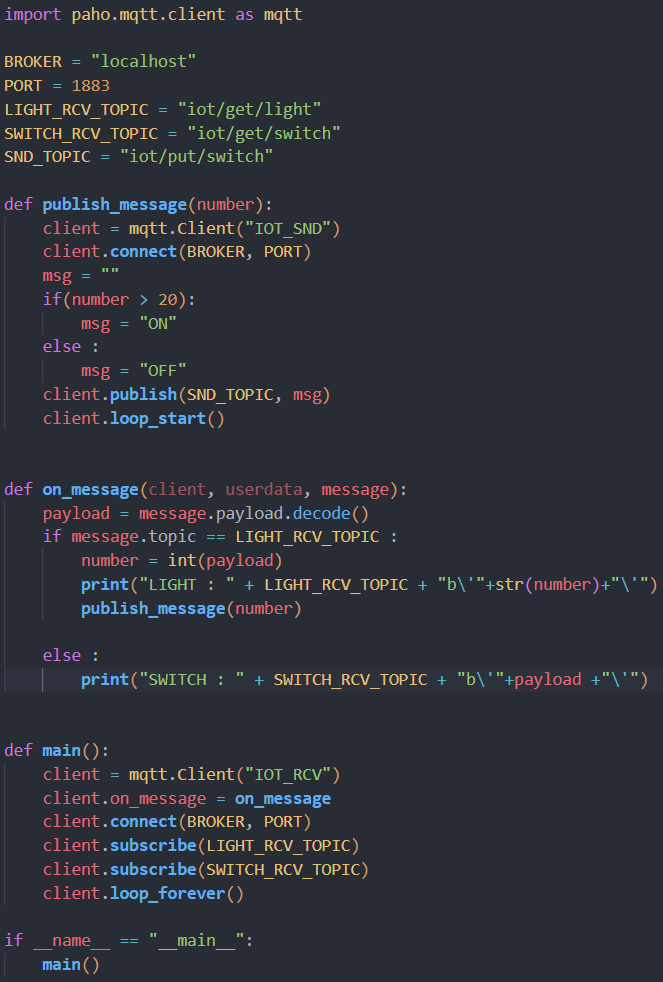 import paho.mqtt.client as mqtt

BROKER = "localhost"
PORT = 1883
LIGHT_RCV_TOPIC = "iot/get/light"
SWITCH_RCV_TOPIC = "iot/get/switch"
SND_TOPIC = "iot/put/switch"

def publish_message(number):
    client = mqtt.Client("IOT_SND")
    client.connect(BROKER, PORT)
    msg = ""
    if(number > 20):
        msg = "ON"
    else :
        msg = "OFF"
    client.publish(SND_TOPIC, msg)
    client.loop_start()


def on_message(client, userdata, message):
    payload = message.payload.decode()
    if message.topic == LIGHT_RCV_TOPIC :
        number = int(payload)
        print("LIGHT : " + LIGHT_RCV_TOPIC + "b\'"+str(number)+"\'")
        publish_message(number)

    else :
        print("SWITCH : " + SWITCH_RCV_TOPIC + "b\'"+payload +"\'")


def main():
    client = mqtt.Client("IOT_RCV")
    client.on_message = on_message
    client.connect(BROKER, PORT)
    client.subscribe(LIGHT_RCV_TOPIC)
    client.subscribe(SWITCH_RCV_TOPIC)
    client.loop_forever()

if __name__ == "__main__":
    main()